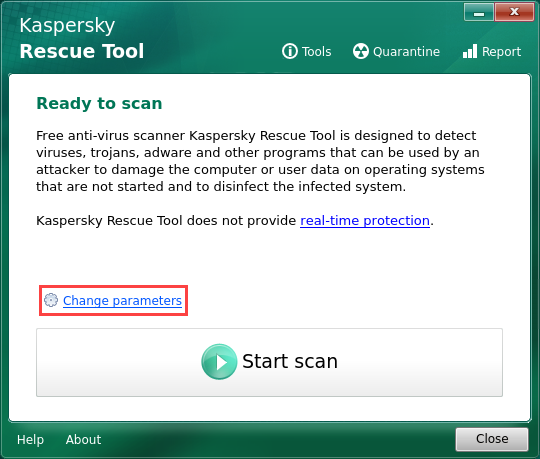 Kaspersky
Rescue Tool
Tools
Quarantine
Report
Ready to scan
Free anti-virus scanner Kaspersky Rescue Tool is designed to detect
viruses, trojans, adware and other programs that can be used by an
attacker to damage the computer or user data on operating systems
that are not started and to disinfect the infected system.
Kaspersky Rescue Tool does not provide real-time protection.
Change parameters
Start scan
Help
About
Close